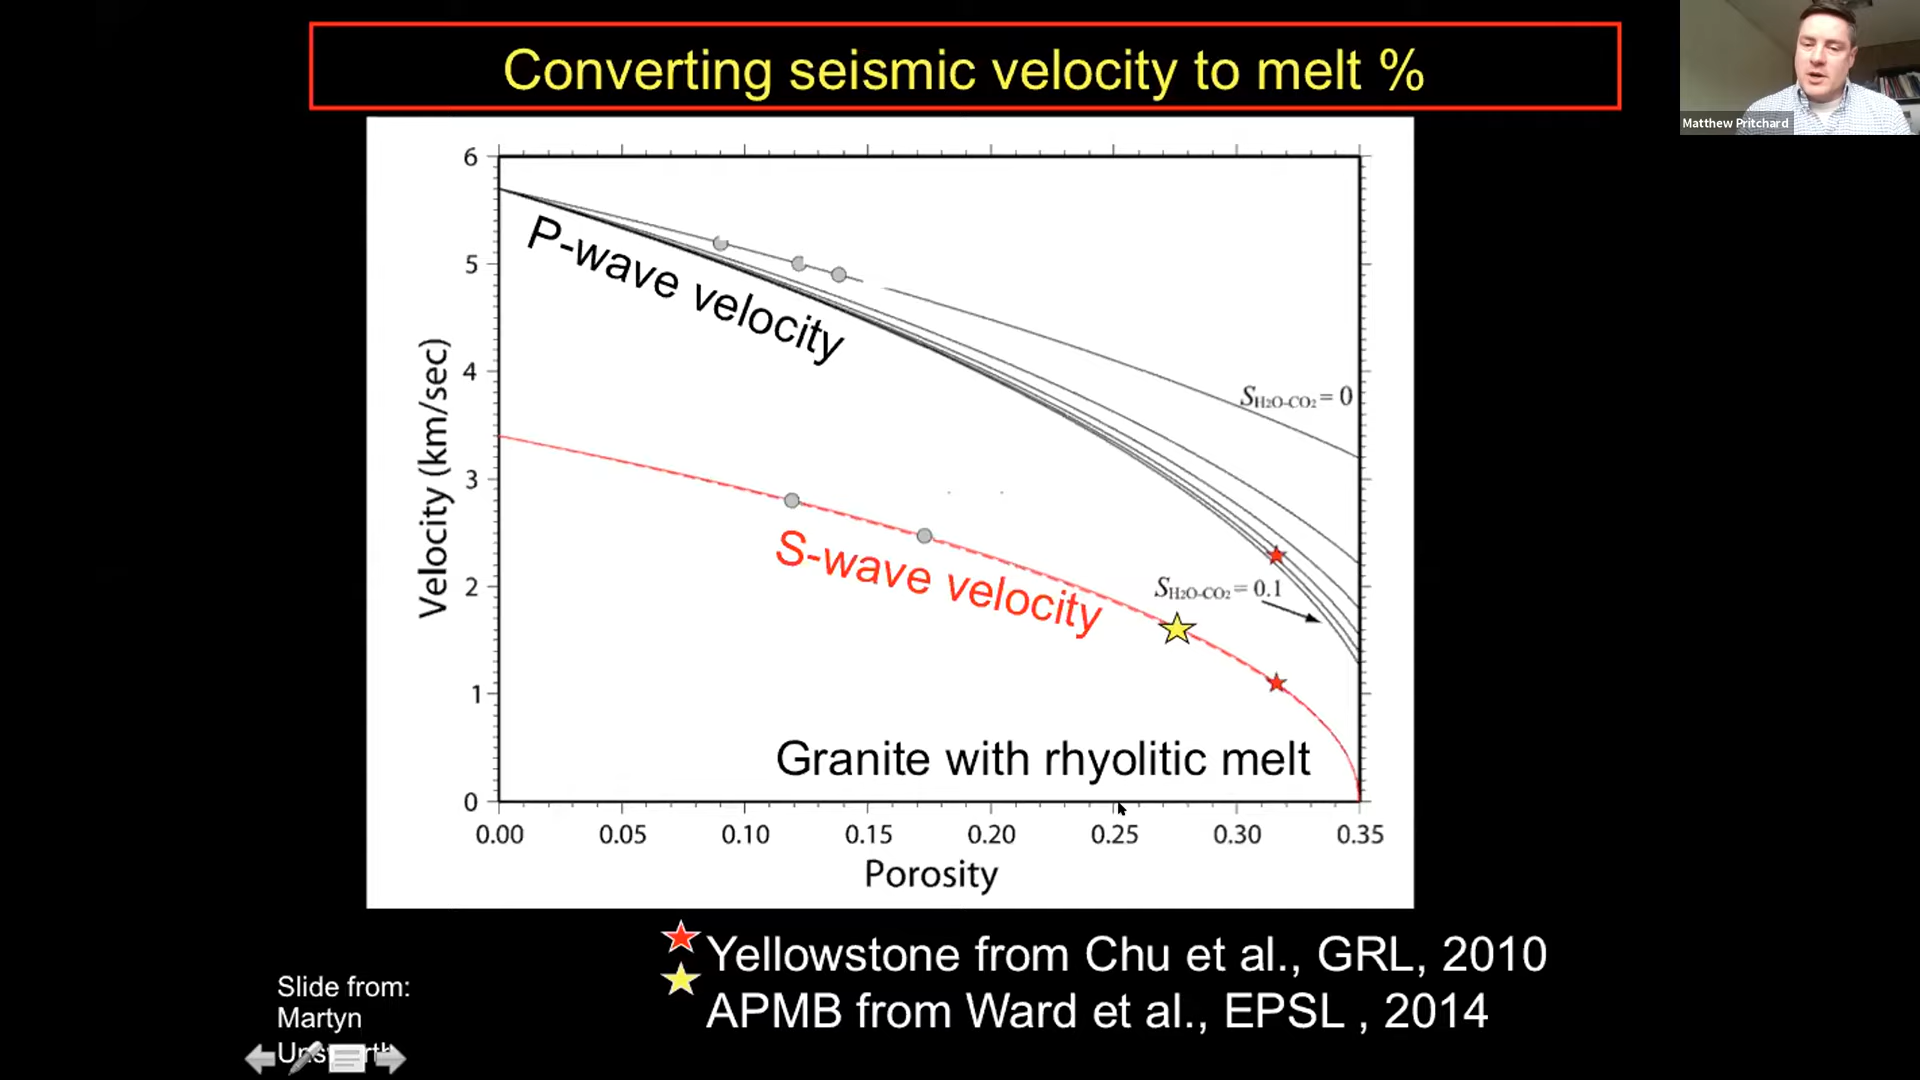 Converting seismic velocity to melt %
Matthew Pritchard
6
5
4
3
2
1
0
Velocity (km/sec)
P-wave velocity
S-wave velocity
S_H2O-CO2 = 0
S_H2O-CO2 = 0.1
Granite with rhyolitic melt
0.00 0.05 0.10 0.15 0.20 0.25 0.30 0.35
Porosity
Yellowstone from Chu et al., GRL, 2010
APMB from Ward et al., EPSL , 2014
Slide from:
Martyn